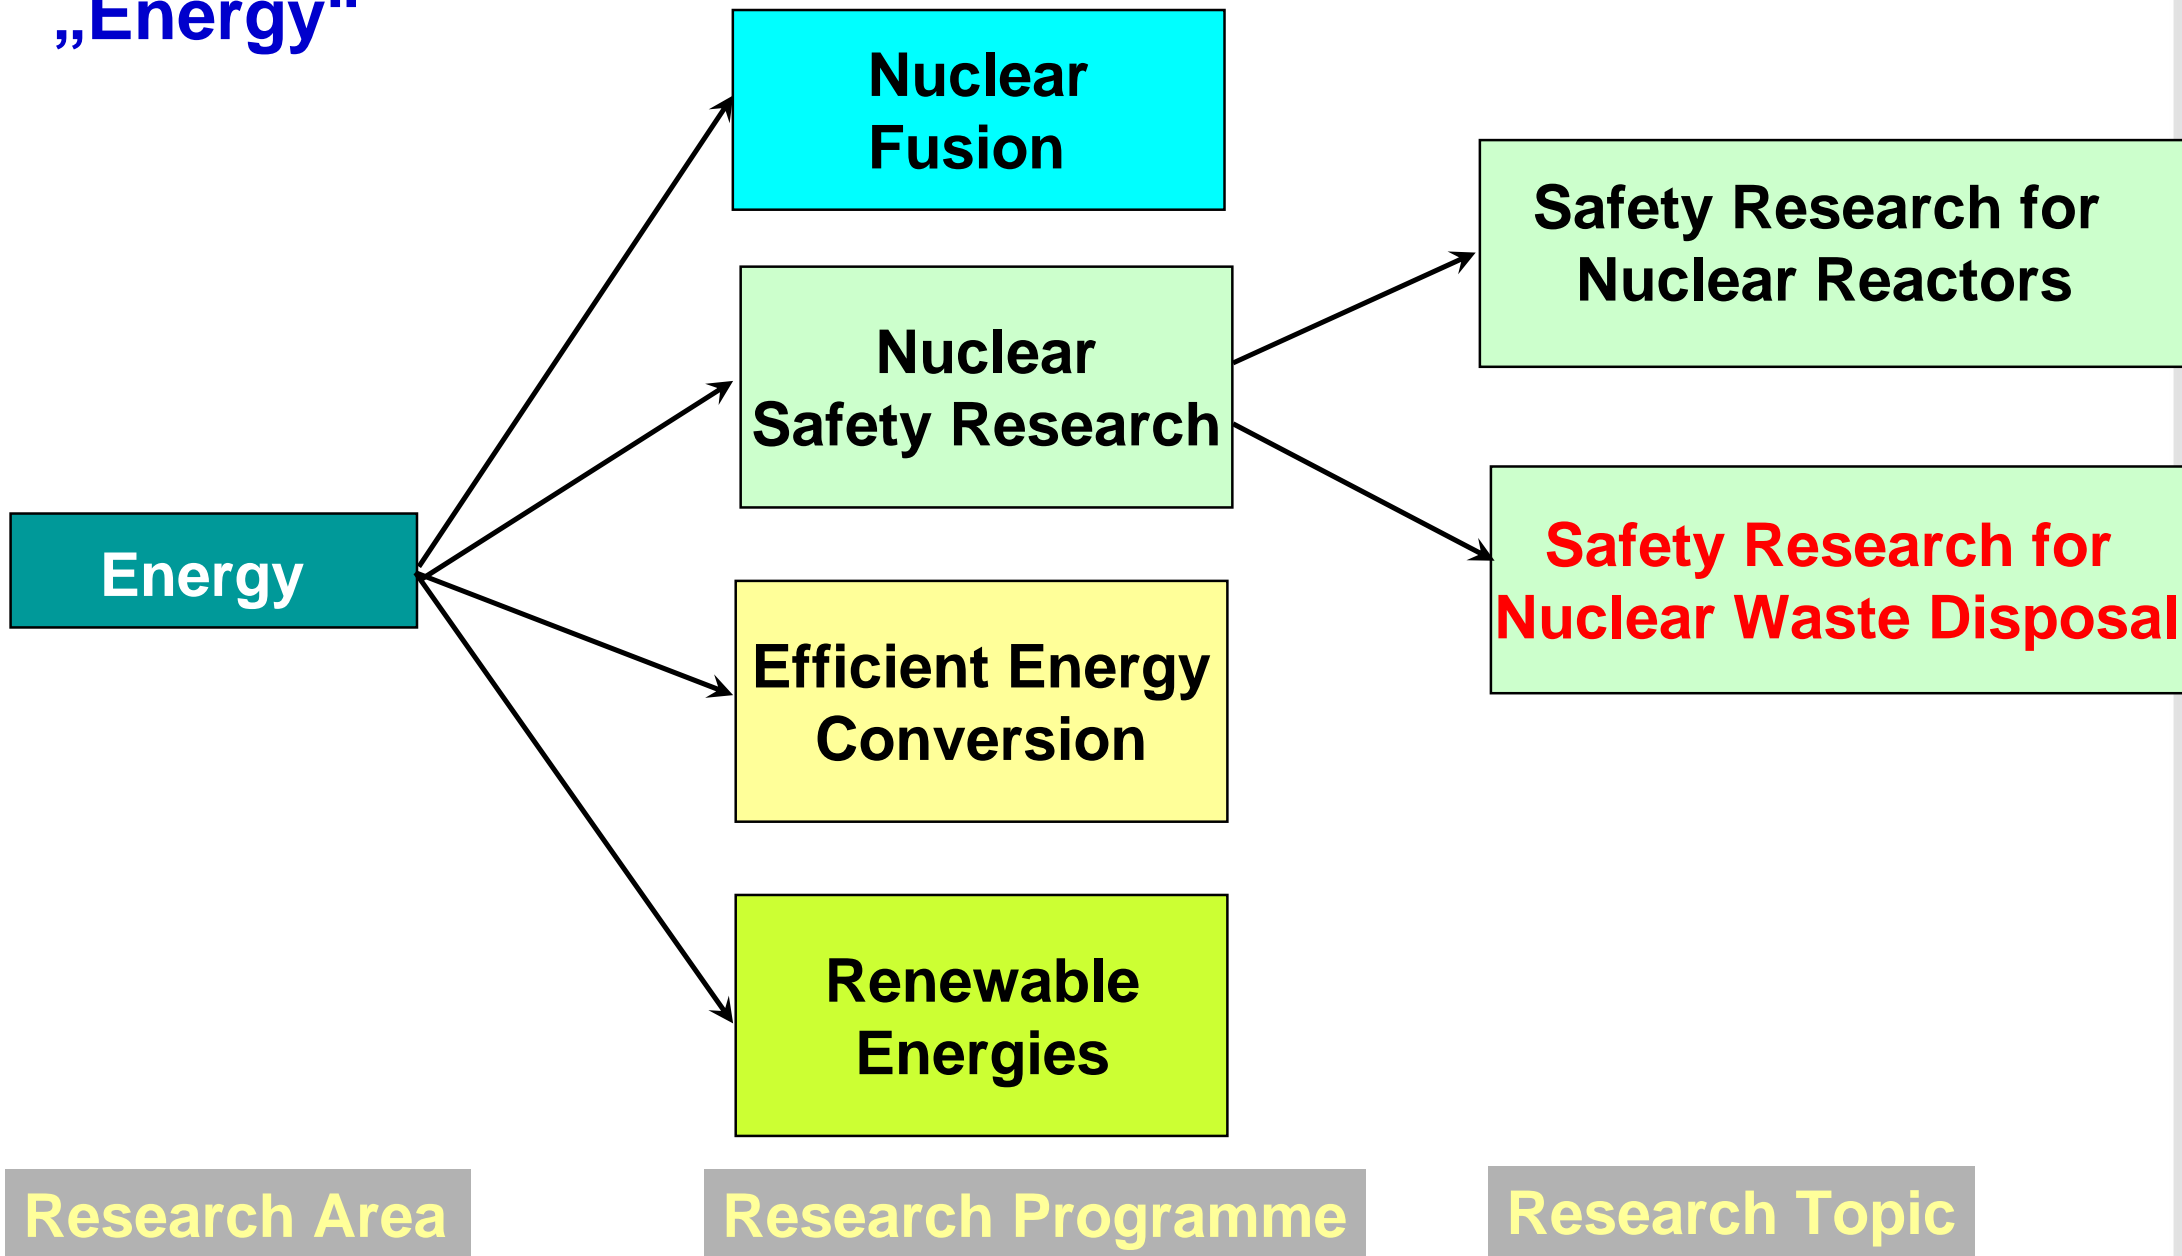 „Energy"
Nuclear
Fusion
Safety Research for
Nuclear Reactors
Nuclear
Safety Research
Energy
Safety Research for
Nuclear Waste Disposal
Efficient Energy
Conversion
Renewable
Energies
Research Area
Research Programme
Research Topic